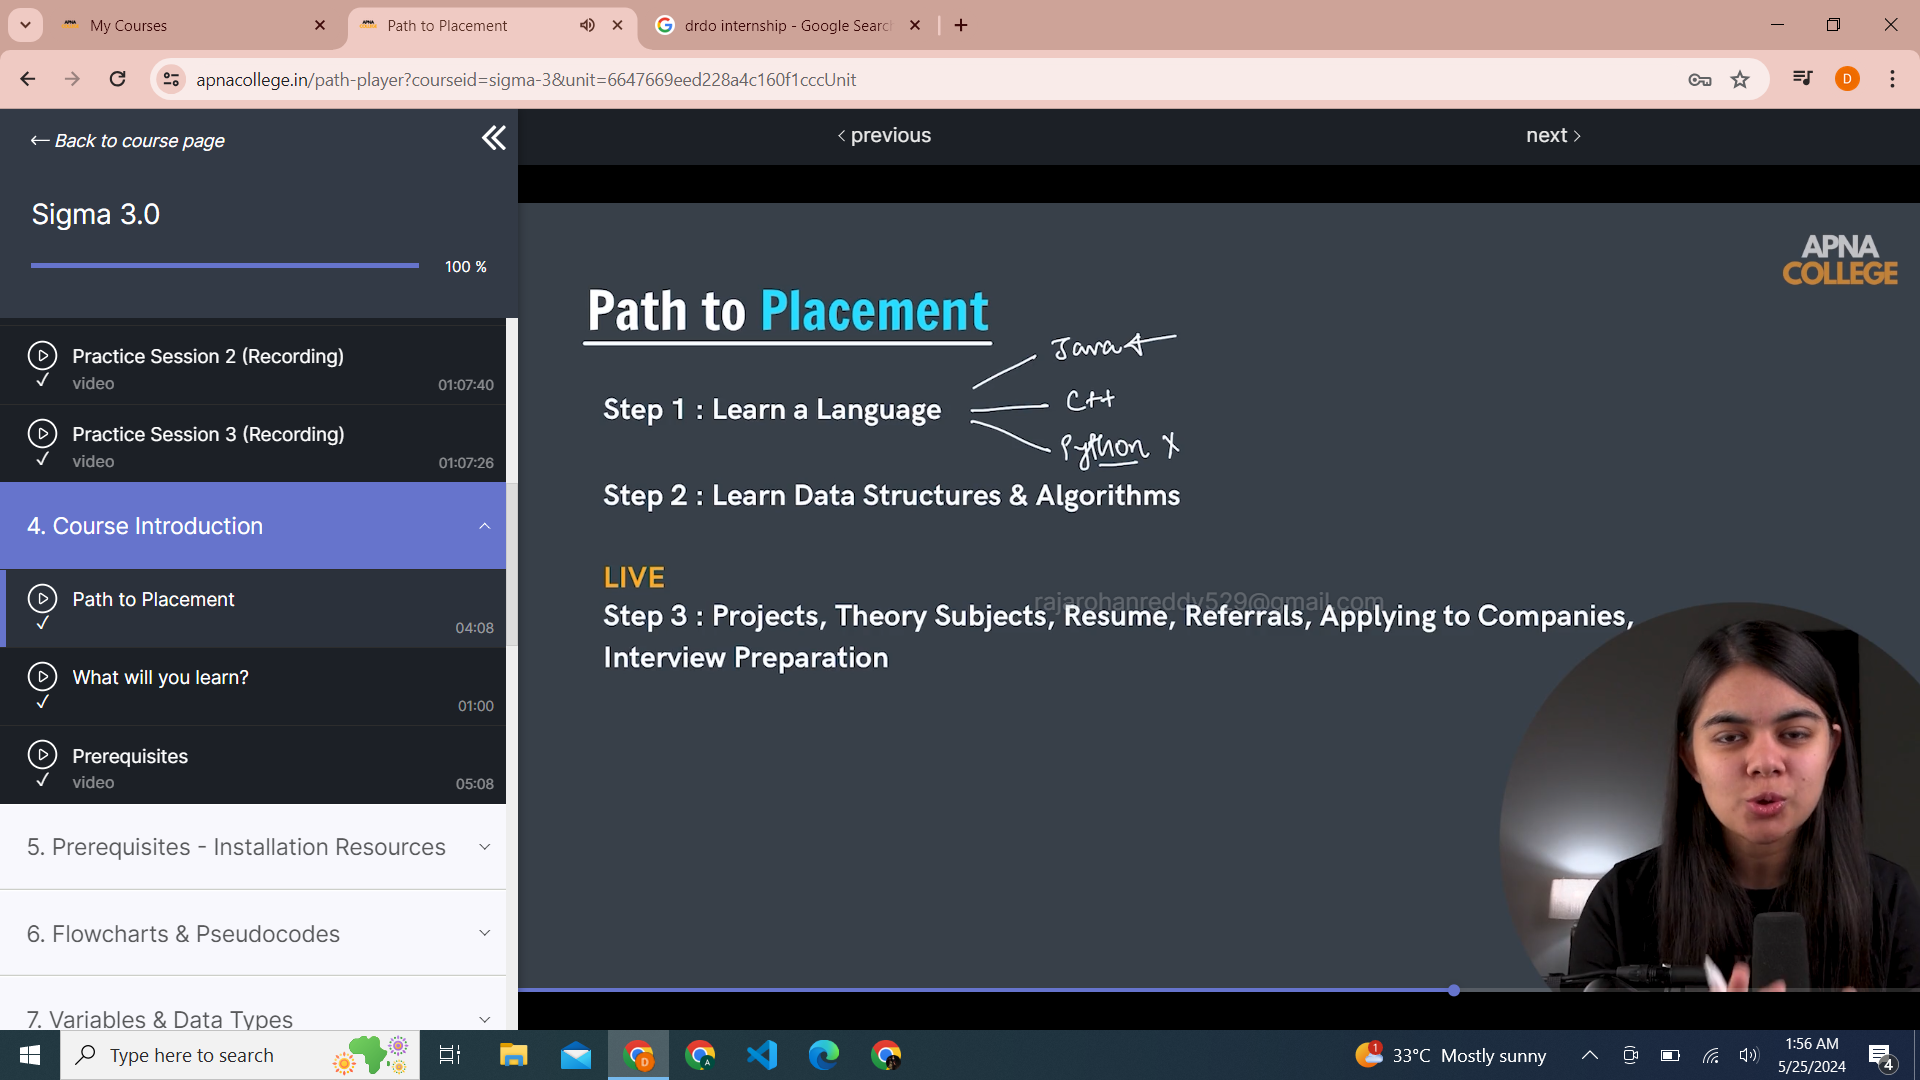 My Courses
Path to Placement
drdo internship - Google Searc
apnacollege.in/path-player?courseid=sigma-3&unit=6647669eed228a4c160f1cccUnit
D
← Back to course page
‹ previous
next ›
Sigma 3.0
100 %
Practice Session 2 (Recording)
video
01:07:40
Practice Session 3 (Recording)
video
01:07:26
4. Course Introduction
Path to Placement
04:08
What will you learn?
01:00
Prerequisites
video
05:08
5. Prerequisites - Installation Resources
6. Flowcharts & Pseudocodes
7. Variables & Data Types
APNA
COLLEGE
Path to Placement
Java
Step 1 : Learn a Language
C++
Python X
Step 2 : Learn Data Structures & Algorithms
LIVE
rajarohanreddy529@gmail.com
Step 3 : Projects, Theory Subjects, Resume, Referrals, Applying to Companies,
Interview Preparation
Type here to search
D
A
1
33°C Mostly sunny
1:56 AM
5/25/2024
4